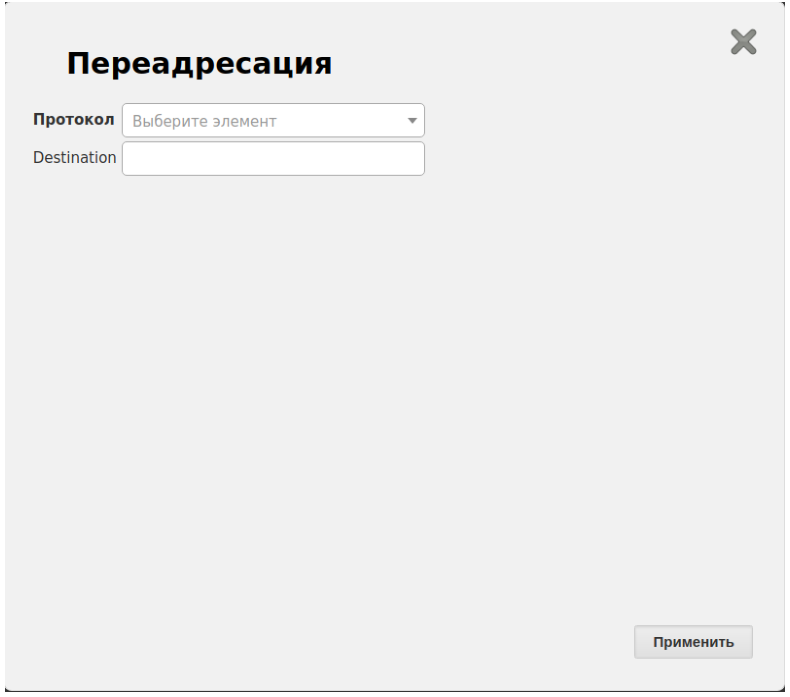 Переадресация
Протокол Выберите элемент
Destination
Применить